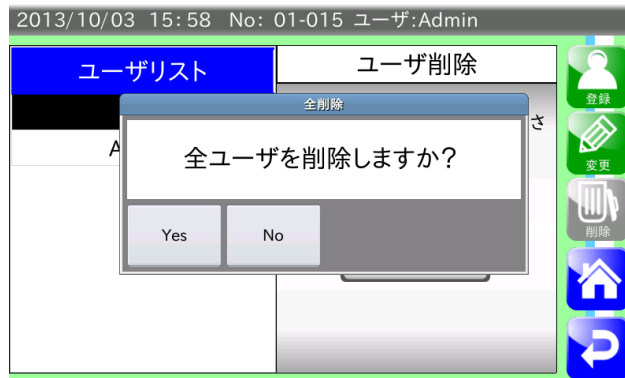 2013/10/03 15:58 No: 01-015 ユーザ:Admin
ユーザリスト
ユーザ削除
全削除
さ
A
全ユーザを削除しますか?
Yes
No
登録
変更
削除